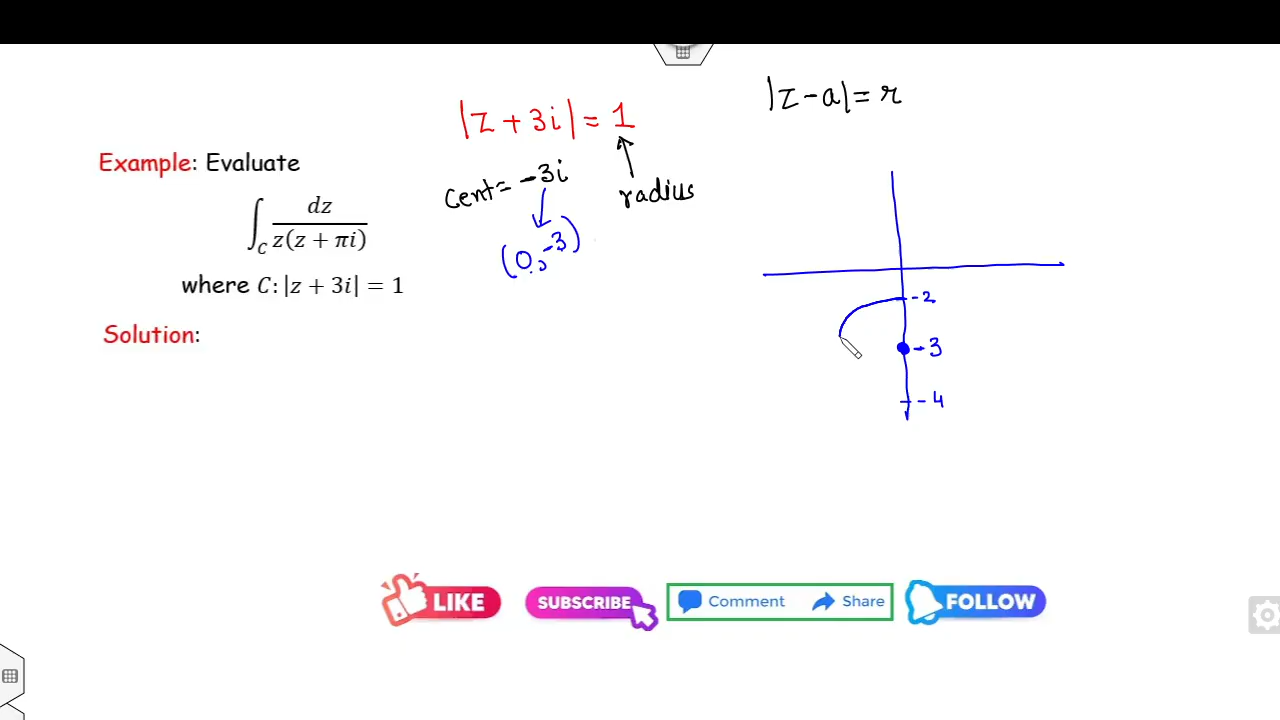 |z - a| = r
|z + 3i| = 1
Example: Evaluate
cent = -3i
radius
∫_C dz / z(z + πi)
(0, -3)
where C: |z + 3i| = 1
-2
Solution:
-3
-4
LIKE
SUBSCRIBE
Comment
Share
FOLLOW